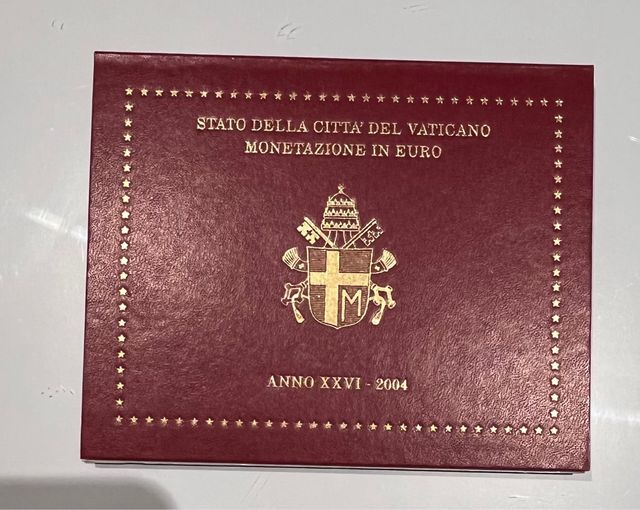 STATO DELLA CITTA' DEL VATICANO
MONETAZIONE IN EURO
M
ANNO XXVI - 2004